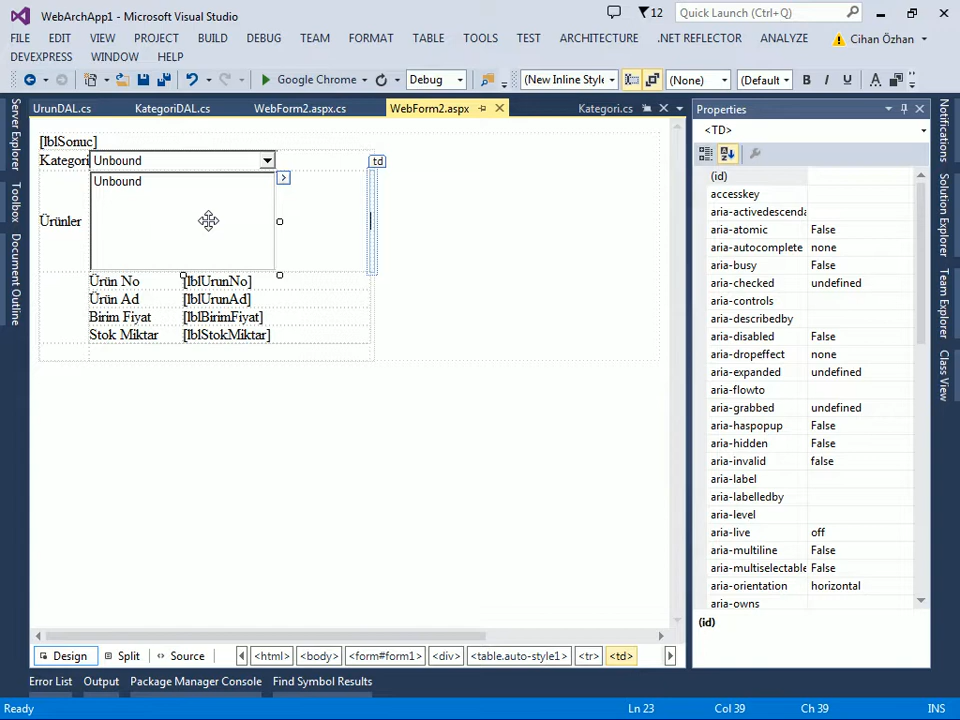 WebArchApp1 - Microsoft Visual Studio
12
Quick Launch (Ctrl+Q)
FILE EDIT VIEW PROJECT BUILD DEBUG TEAM FORMAT TABLE TOOLS TEST ARCHITECTURE .NET REFLECTOR ANALYZE Cihan Özhan
DEVEXPRESS WINDOW HELP
Google Chrome Debug (New Inline Style (None) (Default B I U A
UrunDAL.cs KategoriDAL.cs WebForm2.aspx.cs WebForm2.aspx Kategori.cs
Server Explorer
Toolbox
Document Outline
[lblSonuc]
Kategori Unbound td
Unbound
Ürünler
Ürün No [lblUrunNo]
Ürün Ad [lblUrunAd]
Birim Fiyat [lblBirimFiyat]
Stok Miktar [lblStokMiktar]
Design Split Source <html> <body> <form#form1> <div> <table.auto-style1> <tr> <td>
Properties
<TD>
(id)
accesskey
aria-activedescenda
aria-atomic False
aria-autocomplete none
aria-busy False
aria-checked undefined
aria-controls
aria-describedby
aria-disabled False
aria-dropeffect none
aria-expanded undefined
aria-flowto
aria-grabbed undefined
aria-haspopup False
aria-hidden False
aria-invalid false
aria-label
aria-labelledby
aria-level
aria-live off
aria-multiline False
aria-multiselectable False
aria-orientation horizontal
aria-owns
(id)
Notifications
Solution Explorer
Team Explorer
Class View
Error List Output Package Manager Console Find Symbol Results
Ready Ln 23 Col 39 Ch 39 INS